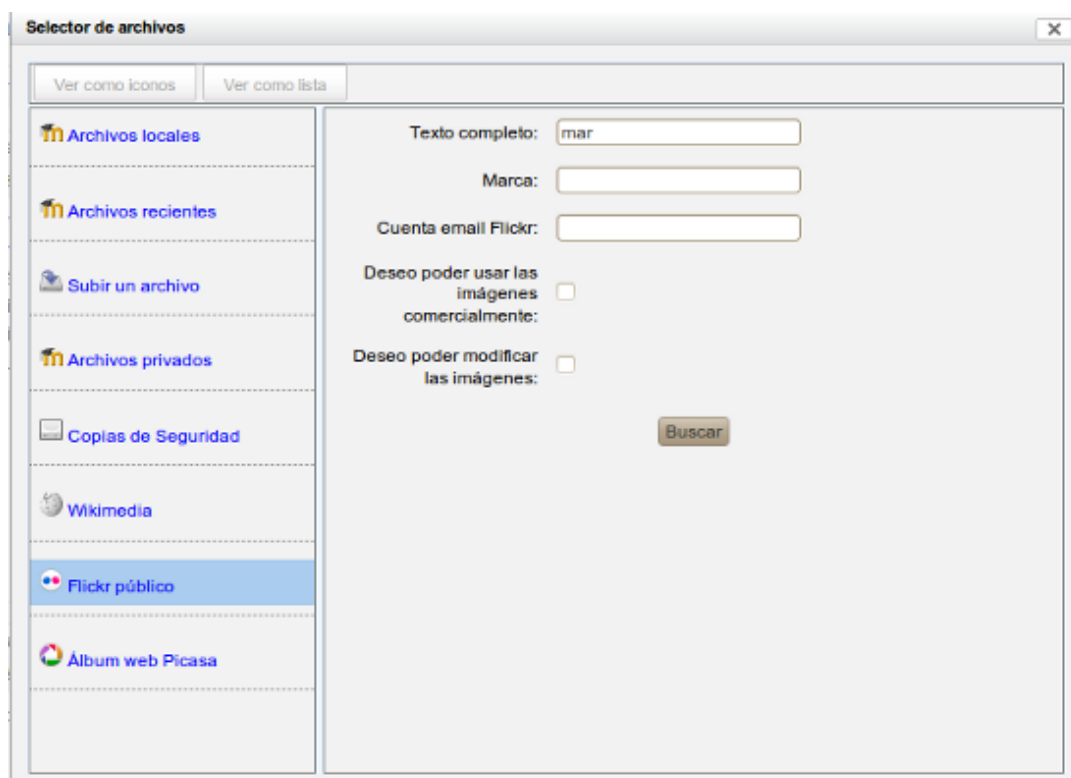 Selector de archivos
Ver como iconos
Ver como lista
Archivos locales
Archivos recientes
Subir un archivo
Archivos privados
Copias de Seguridad
Wikimedia
Flickr público
Álbum web Picasa
Texto completo: mar
Marca:
Cuenta email Flickr:
Deseo poder usar las
imágenes
comercialmente:
Deseo poder modificar
las imágenes:
Buscar